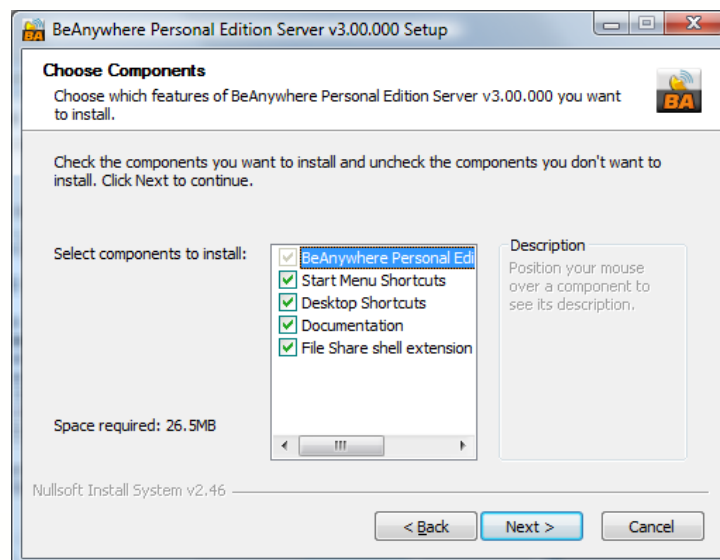 BeAnywhere Personal Edition Server v3.00.000 Setup
Choose Components
Choose which features of BeAnywhere Personal Edition Server v3.00.000 you want
to install.
BA
Check the components you want to install and uncheck the components you don't want to
install. Click Next to continue.
Select components to install:
BeAnywhere Personal Edi
Start Menu Shortcuts
Desktop Shortcuts
Documentation
File Share shell extension
Description
Position your mouse
over a component to
see its description.
Space required: 26.5MB
Nullsoft Install System v2.46
< Back
Next >
Cancel